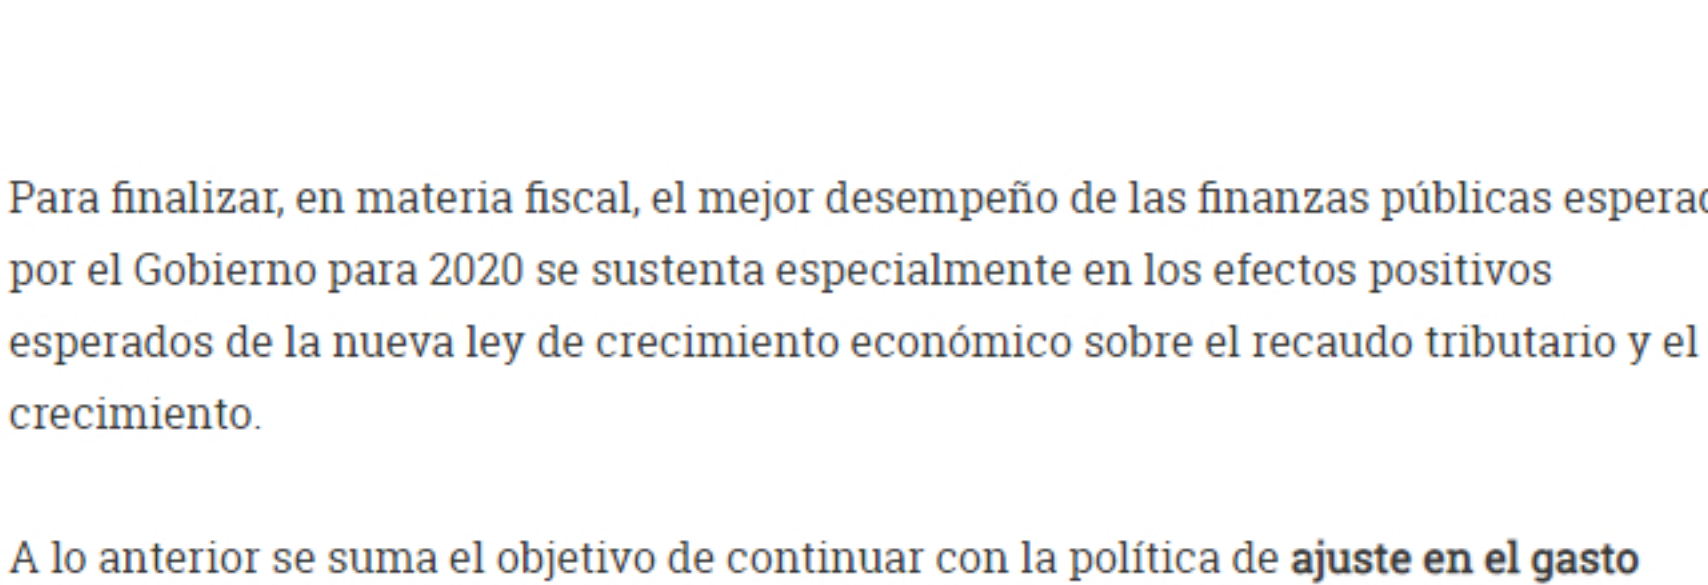 Para finalizar, en materia fiscal, el mejor desempeño de las finanzas públicas
por el Gobierno para 2020 se sustenta especialmente en los efectos positivos
esperados de la nueva ley de crecimiento económico sobre el recaudo tributario y el
crecimiento.
A lo anterior se suma el objetivo de continuar con la política de ajuste en el gasto